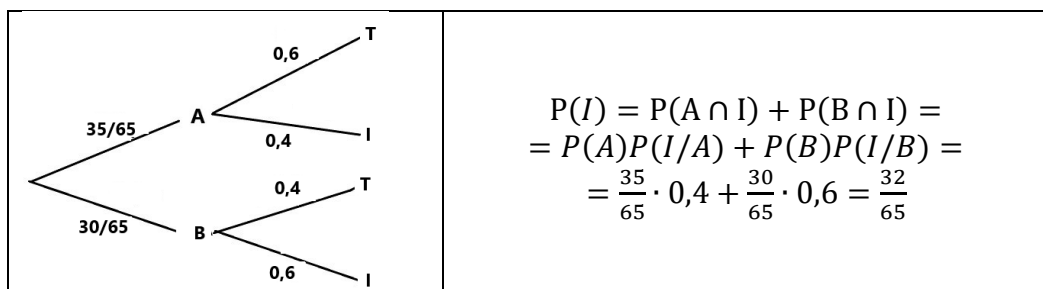 T
0,6
A
35/65
0,4
I
0,4
T
30/65
B
0,6
I
P(I) = P(A ∩ I) + P(B ∩ I) =
= P(A)P(I/A) + P(B)P(I/B) =
= 35/65 · 0,4 + 30/65 · 0,6 = 32/65